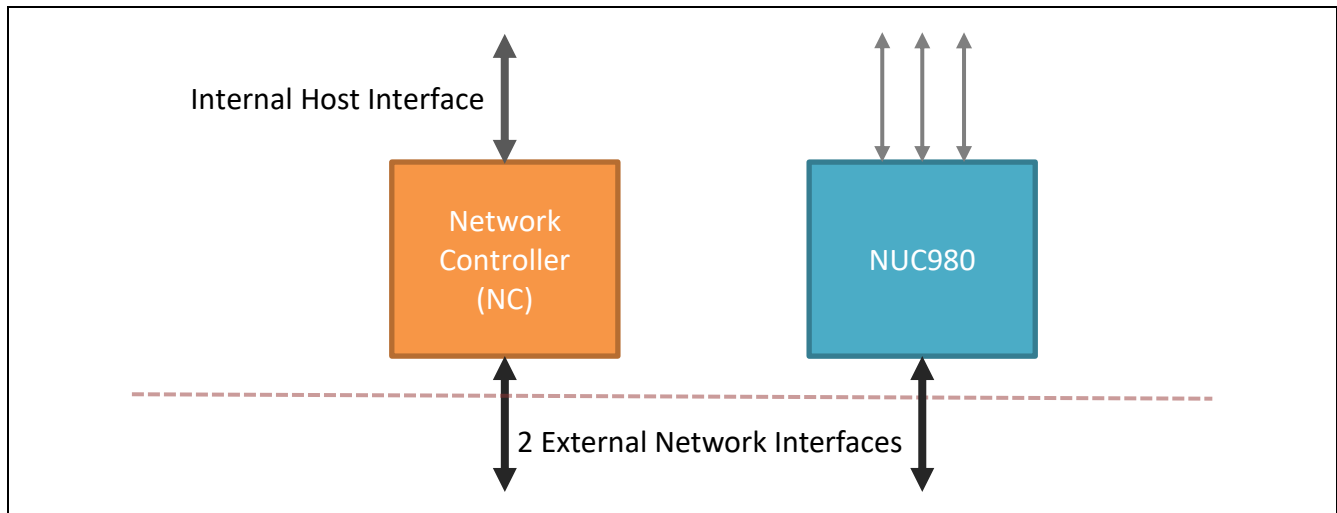 Internal Host Interface
Network
Controller
(NC)
NUC980
2 External Network Interfaces